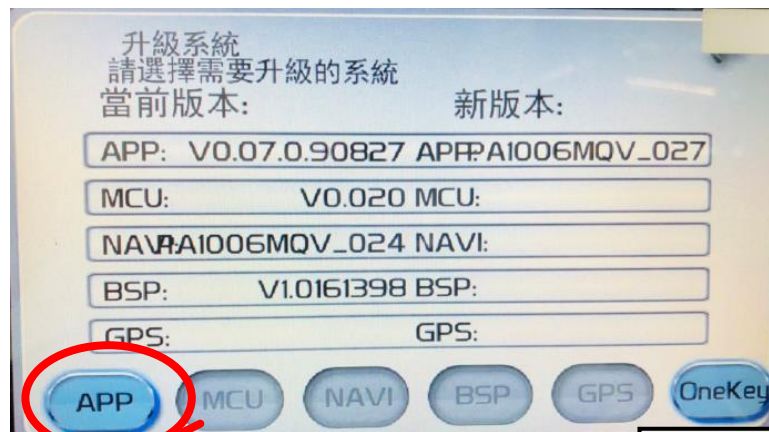 升級系統
請選擇需要升級的系統
當前版本: 新版本:
APP: V0.07.0.90827 APP:PA1006MQV_027
MCU: V0.020 MCU:
NAVI:PA1006MQV_024 NAVI:
BSP: V1.0161398 BSP:
GPS: GPS:
APP MCU NAVI BSP GPS OneKey